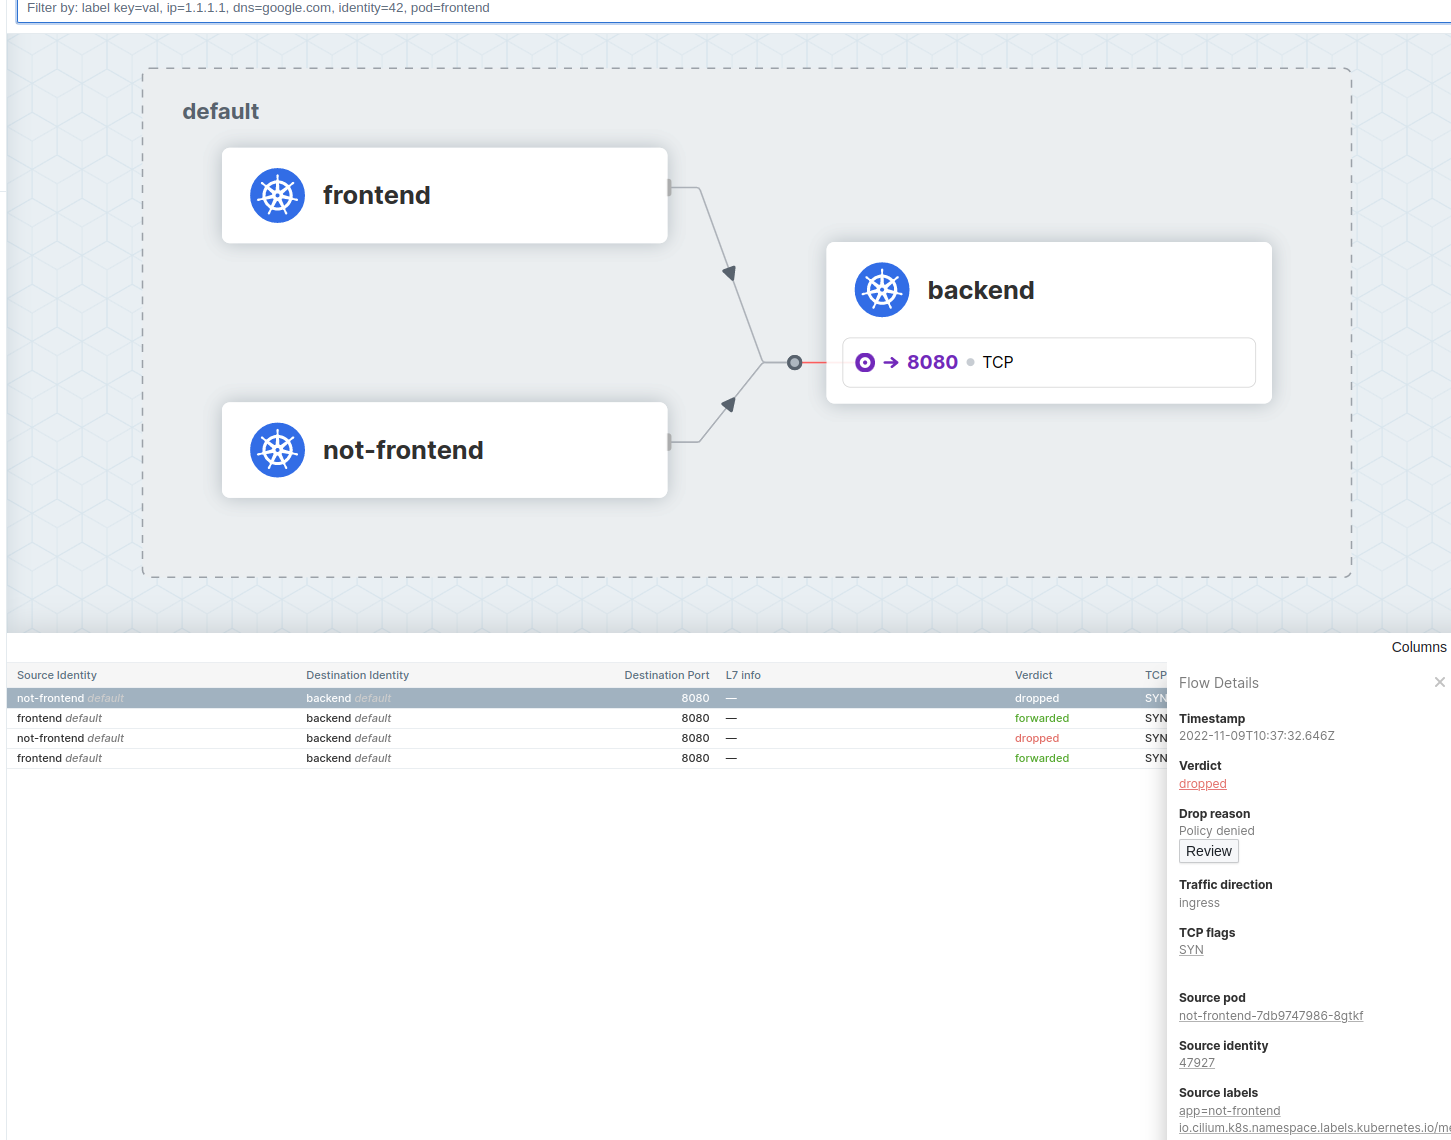 Filter by: label key=val, ip=1.1.1.1, dns=google.com, identity=42, pod=frontend
default
frontend
backend
8080 TCP
not-frontend
Columns
Source Identity Destination Identity Destination Port L7 info Verdict TCP
not-frontend default backend default 8080 — dropped SYN
frontend default backend default 8080 — forwarded SYN
not-frontend default backend default 8080 — dropped SYN
frontend default backend default 8080 — forwarded SYN
Flow Details
Timestamp
2022-11-09T10:37:32.646Z
Verdict
dropped
Drop reason
Policy denied
Review
Traffic direction
ingress
TCP flags
SYN
Source pod
not-frontend-7db9747986-8gtkf
Source identity
47927
Source labels
app=not-frontend
io.cilium.k8s.namespace.labels.kubernetes.io/me